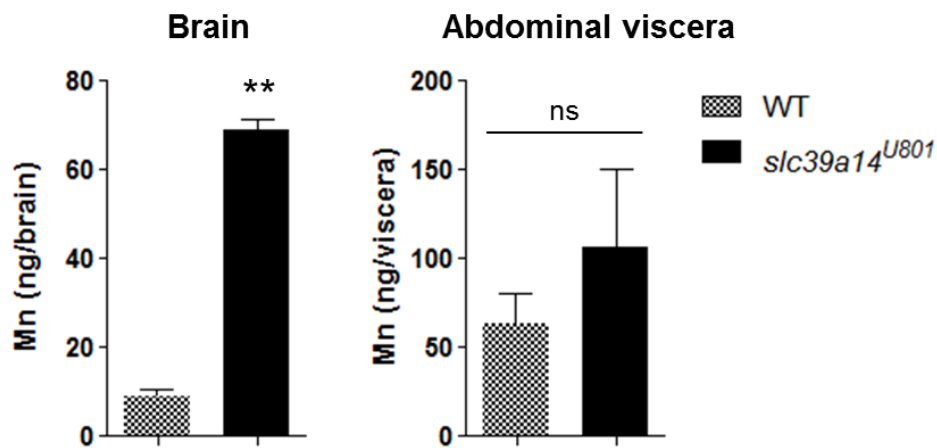 Brain
Abdominal viscera
Mn (ng/brain)
80
60
40
20
0
**
Mn (ng/viscera)
200
150
100
50
0
ns
WT
slc39a14U801